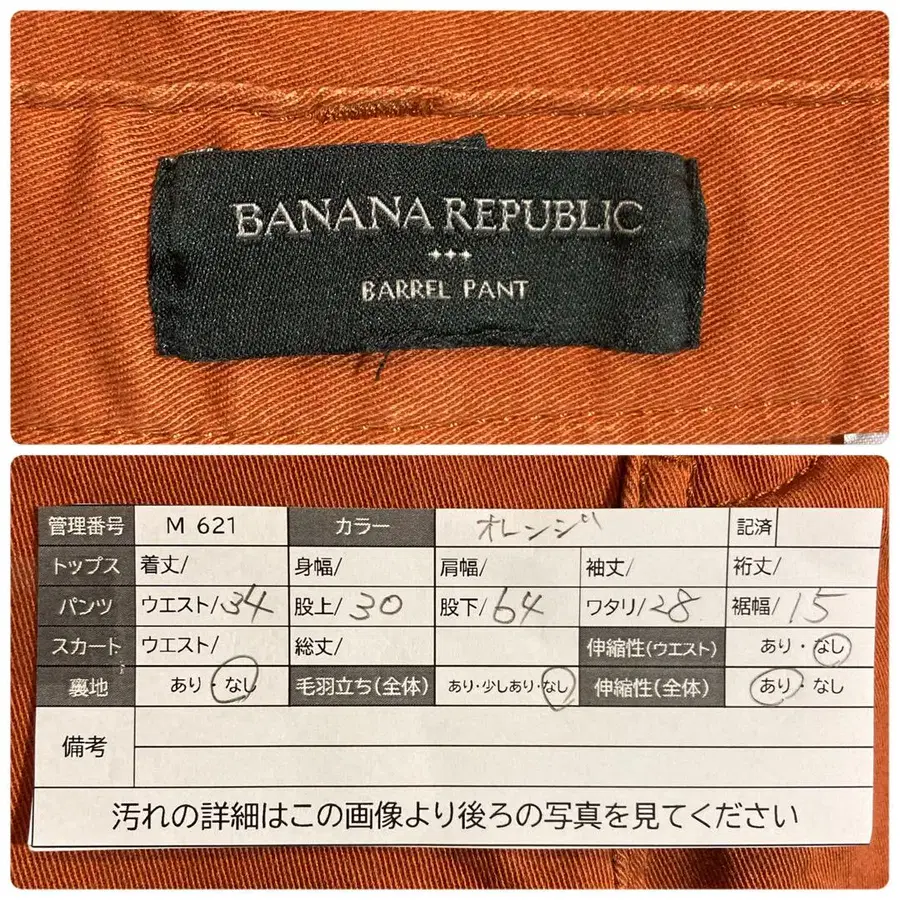 BANANA REPUBLIC
BARREL PANT
管理番号 M 621 カラー オレンジ 記済
トップス 着丈/ 身幅/ 肩幅/ 袖丈/ 裄丈/
パンツ ウエスト/34 股上/30 股下/64 ワタリ/28 裾幅/15
スカート ウエスト/ 総丈/ 伸縮性(ウエスト) あり・なし
裏地 あり・なし 毛羽立ち(全体) あり・少しあり・なし 伸縮性(全体) あり・なし
備考
汚れの詳細はこの画像より後ろの写真を見てください